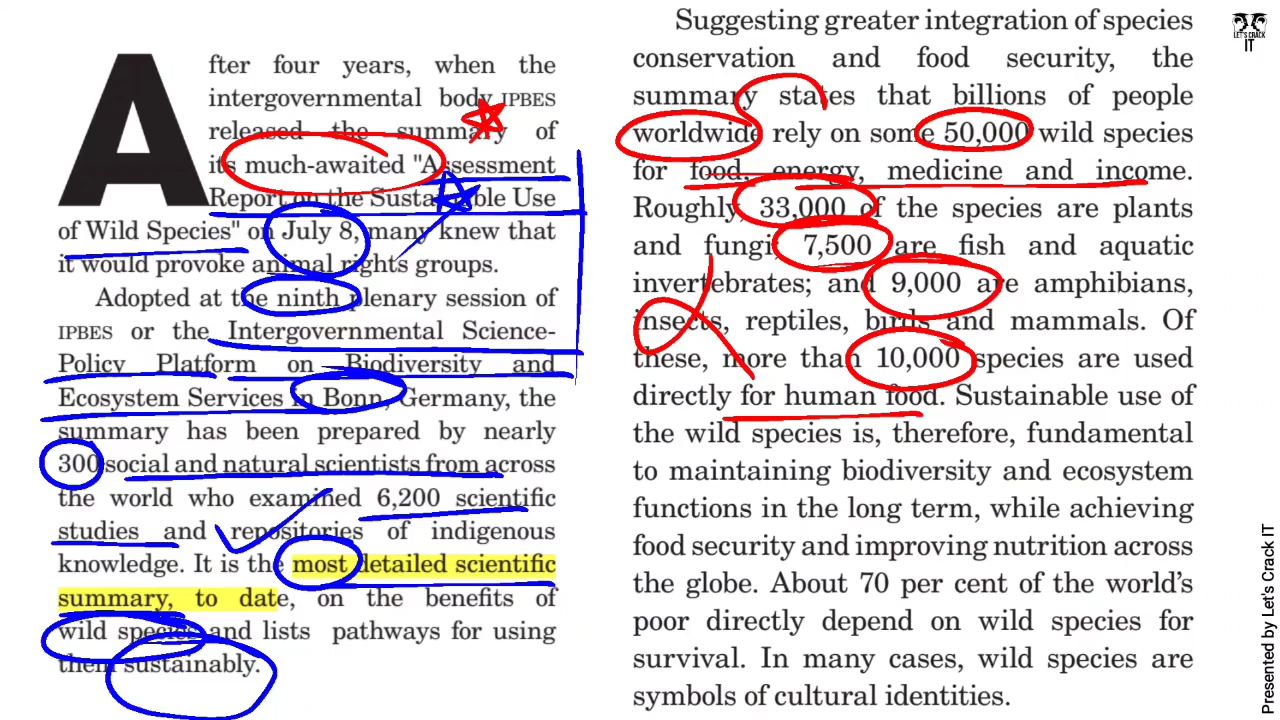 After four years, when the
intergovernmental body IPBES
released the summary of
its much-awaited "Assessment
Report on the Sustainable Use
of Wild Species" on July 8, many knew that
it would provoke animal rights groups.
Adopted at the ninth plenary session of
IPBES or the Intergovernmental Science-
Policy Platform on Biodiversity and
Ecosystem Services in Bonn, Germany, the
summary has been prepared by nearly
300 social and natural scientists from across
the world who examined 6,200 scientific
studies and repositories of indigenous
knowledge. It is the most detailed scientific
summary, to date, on the benefits of
wild species and lists pathways for using
them sustainably.
Suggesting greater integration of species
conservation and food security, the
summary states that billions of people
worldwide rely on some 50,000 wild species
for food, energy, medicine and income.
Roughly, 33,000 of the species are plants
and fungi; 7,500 are fish and aquatic
invertebrates; and 9,000 are amphibians,
insects, reptiles, birds and mammals. Of
these, more than 10,000 species are used
directly for human food. Sustainable use of
the wild species is, therefore, fundamental
to maintaining biodiversity and ecosystem
functions in the long term, while achieving
food security and improving nutrition across
the globe. About 70 per cent of the world's
poor directly depend on wild species for
survival. In many cases, wild species are
symbols of cultural identities.
LET'S CRACK
IT
Presented by Let's Crack IT